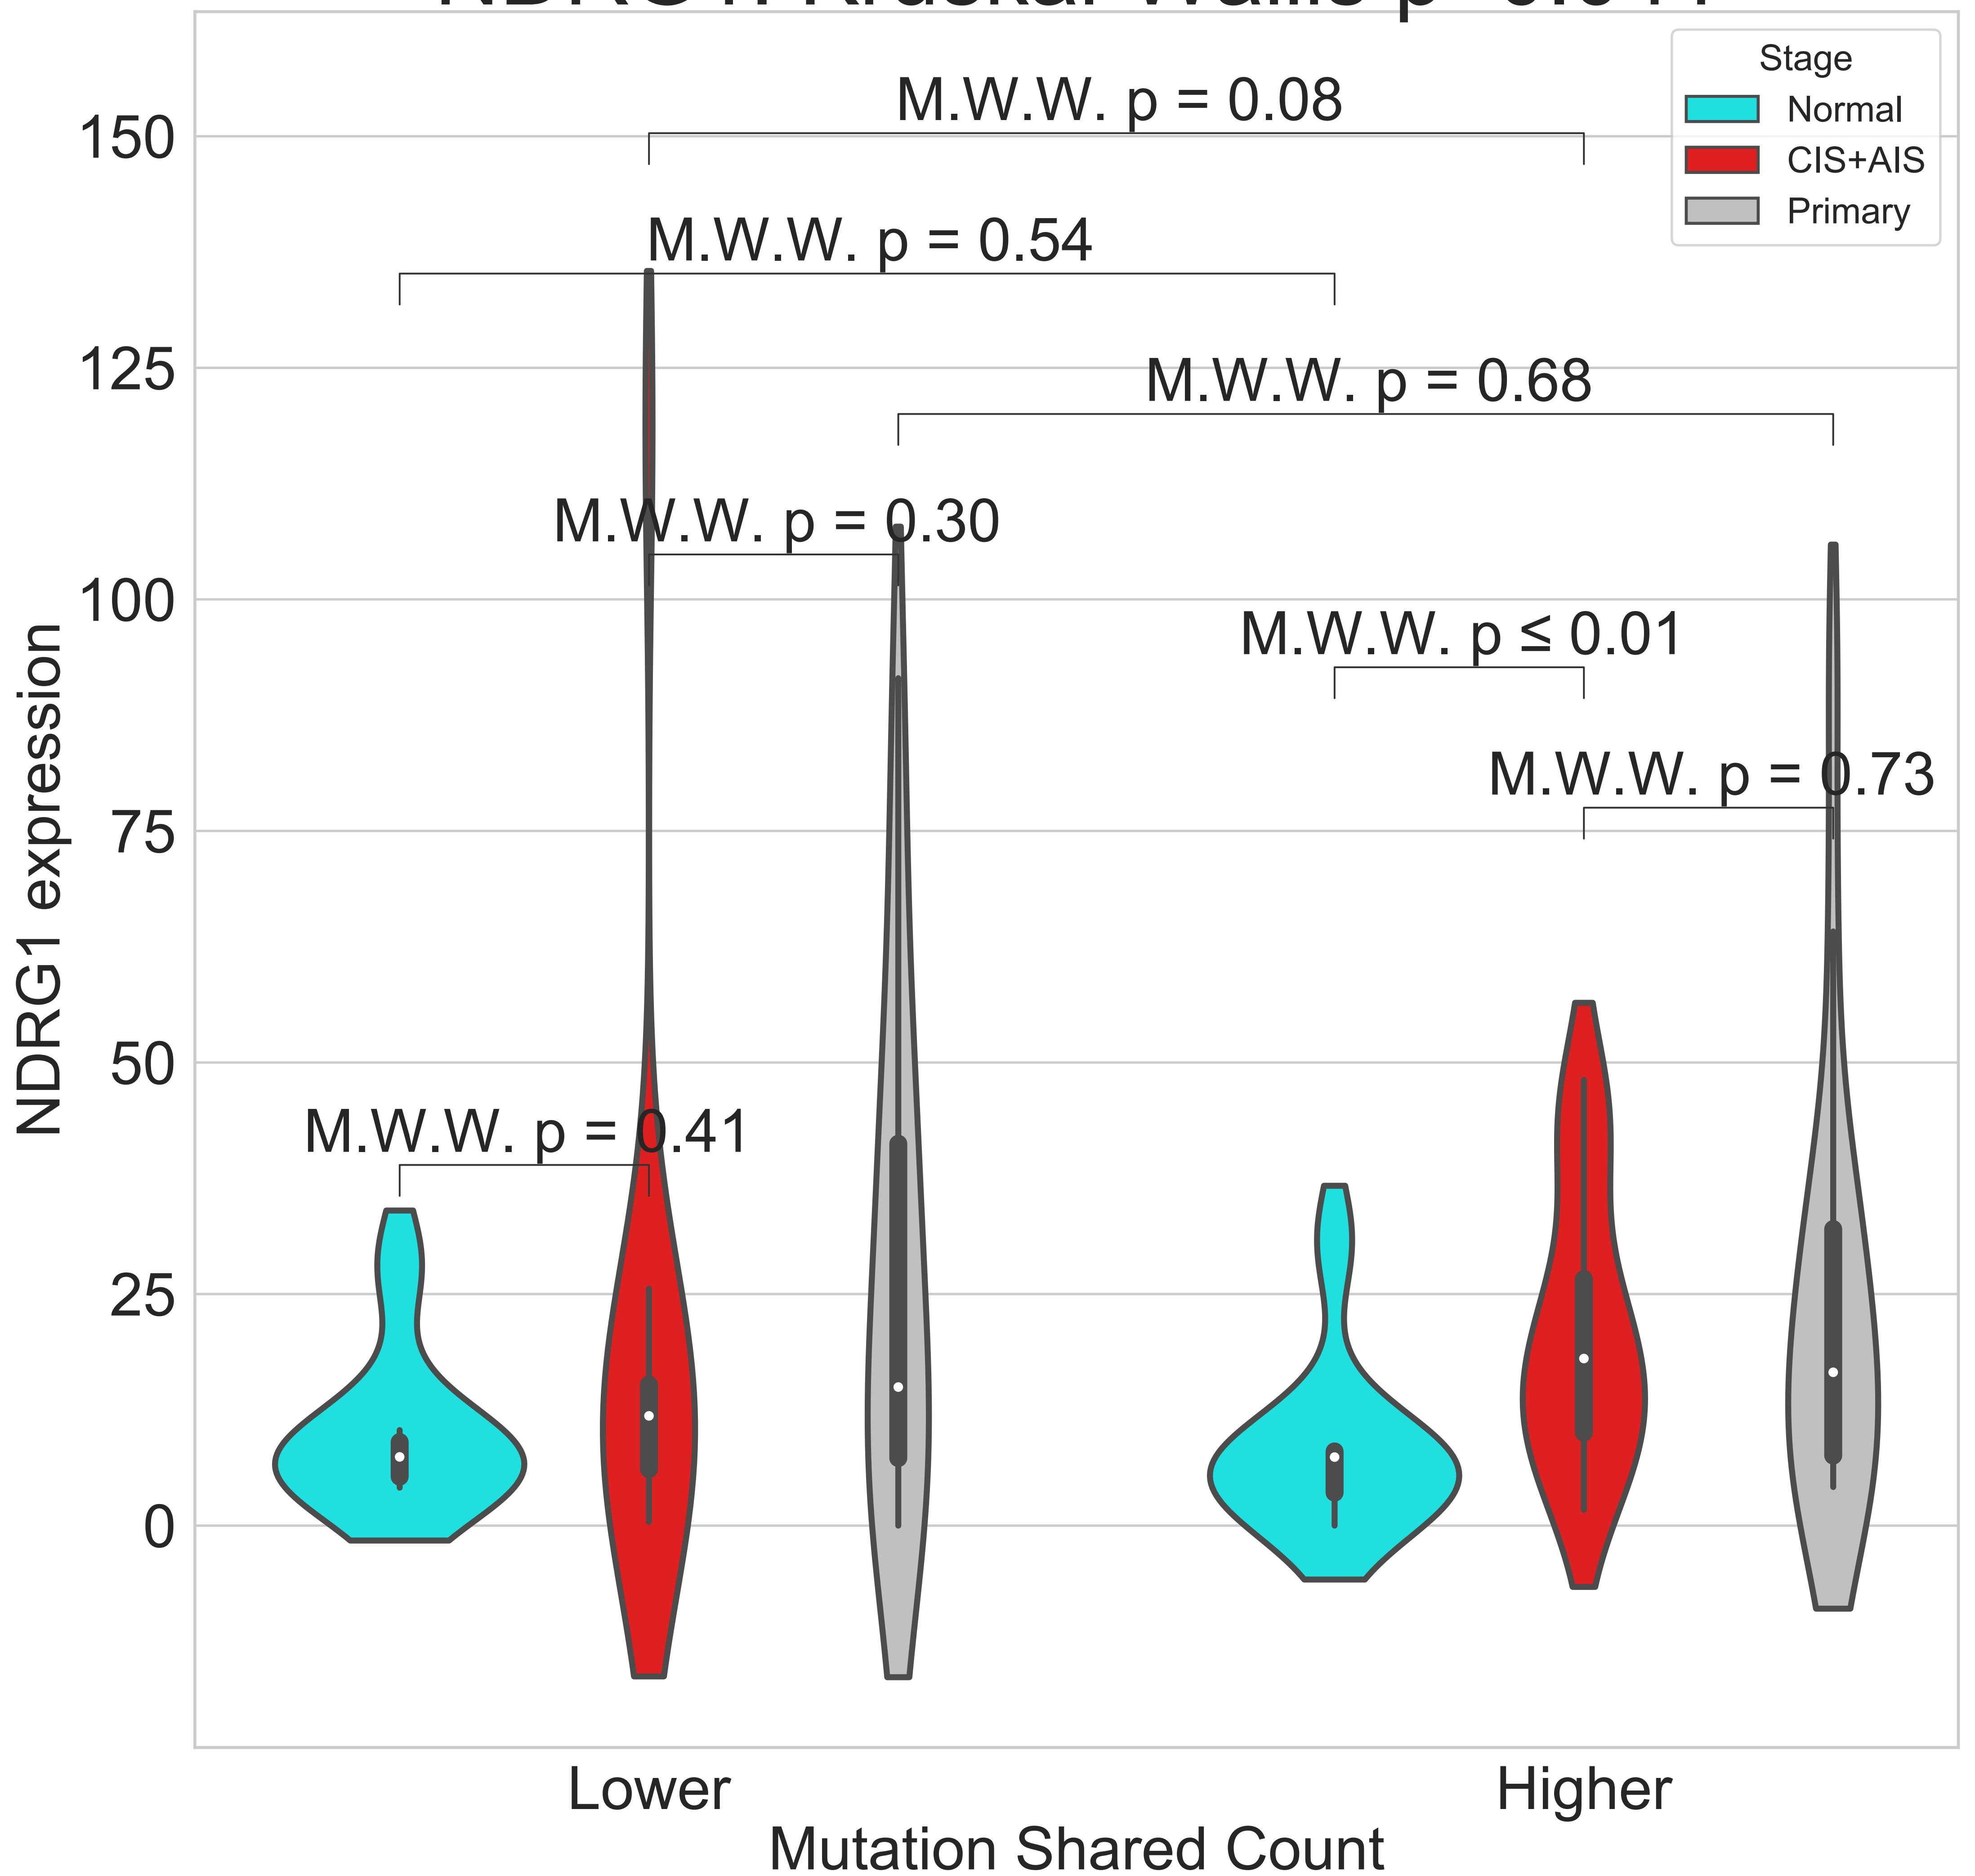 Stage
Normal
CIS+AIS
Primary
M.W.W. p = 0.08
M.W.W. p = 0.54
M.W.W. p = 0.68
M.W.W. p = 0.30
M.W.W. p ≤ 0.01
M.W.W. p = 0.73
M.W.W. p = 0.41
150
125
100
75
50
25
0
NDRG1 expression
Lower
Higher
Mutation Shared Count